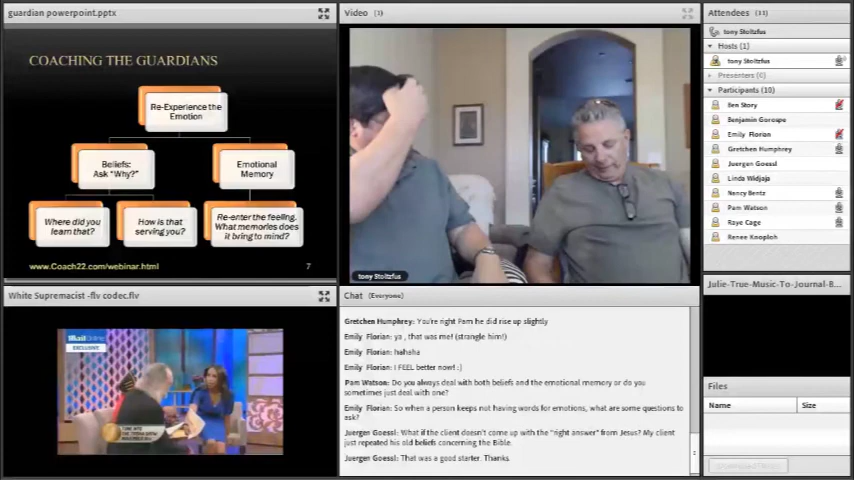 guardian powerpoint.pptx
COACHING THE GUARDIANS
Re-Experience the
Emotion
Beliefs:
Ask "Why?"
Emotional
Memory
Where did you
learn that?
How is that
serving you?
Re-enter the feeling.
What memories does
it bring to mind?
www.Coach22.com/webinar.html
7
Video (1)
tony Stoltzfus
Attendees (11)
tony Stoltzfus
Hosts (1)
tony Stoltzfus
Presenters (0)
Participants (10)
Ben Story
Benjamin Gorospe
Emily Florian
Gretchen Humphrey
Juergen Goessl
Linda Widjaja
Nancy Bentz
Pam Watson
Raye Cage
Renee Knooploh
White Supremacist -flv codec.flv
MailOnline
EXCLUSIVE
Chat (Everyone)
Gretchen Humphrey: You're right Pam he did rise up slightly
Emily Florian: ya , that was me! (strangle him!)
Emily Florian: hahaha
Emily Florian: I FEEL better now! :)
Pam Watson: Do you always deal with both beliefs and the emotional memory or do you
sometimes just deal with one?
Emily Florian: So when a person keeps not having words for emotions, what are some questions to
ask?
Juergen Goessl: What if the client doesn't come up with the "right answer" from Jesus? My client
just repeated his old beliefs concerning the Bible.
Juergen Goessl: That was a good starter. Thanks.
Julie-True-Music-To-Journal-B...
Files
Name
Size